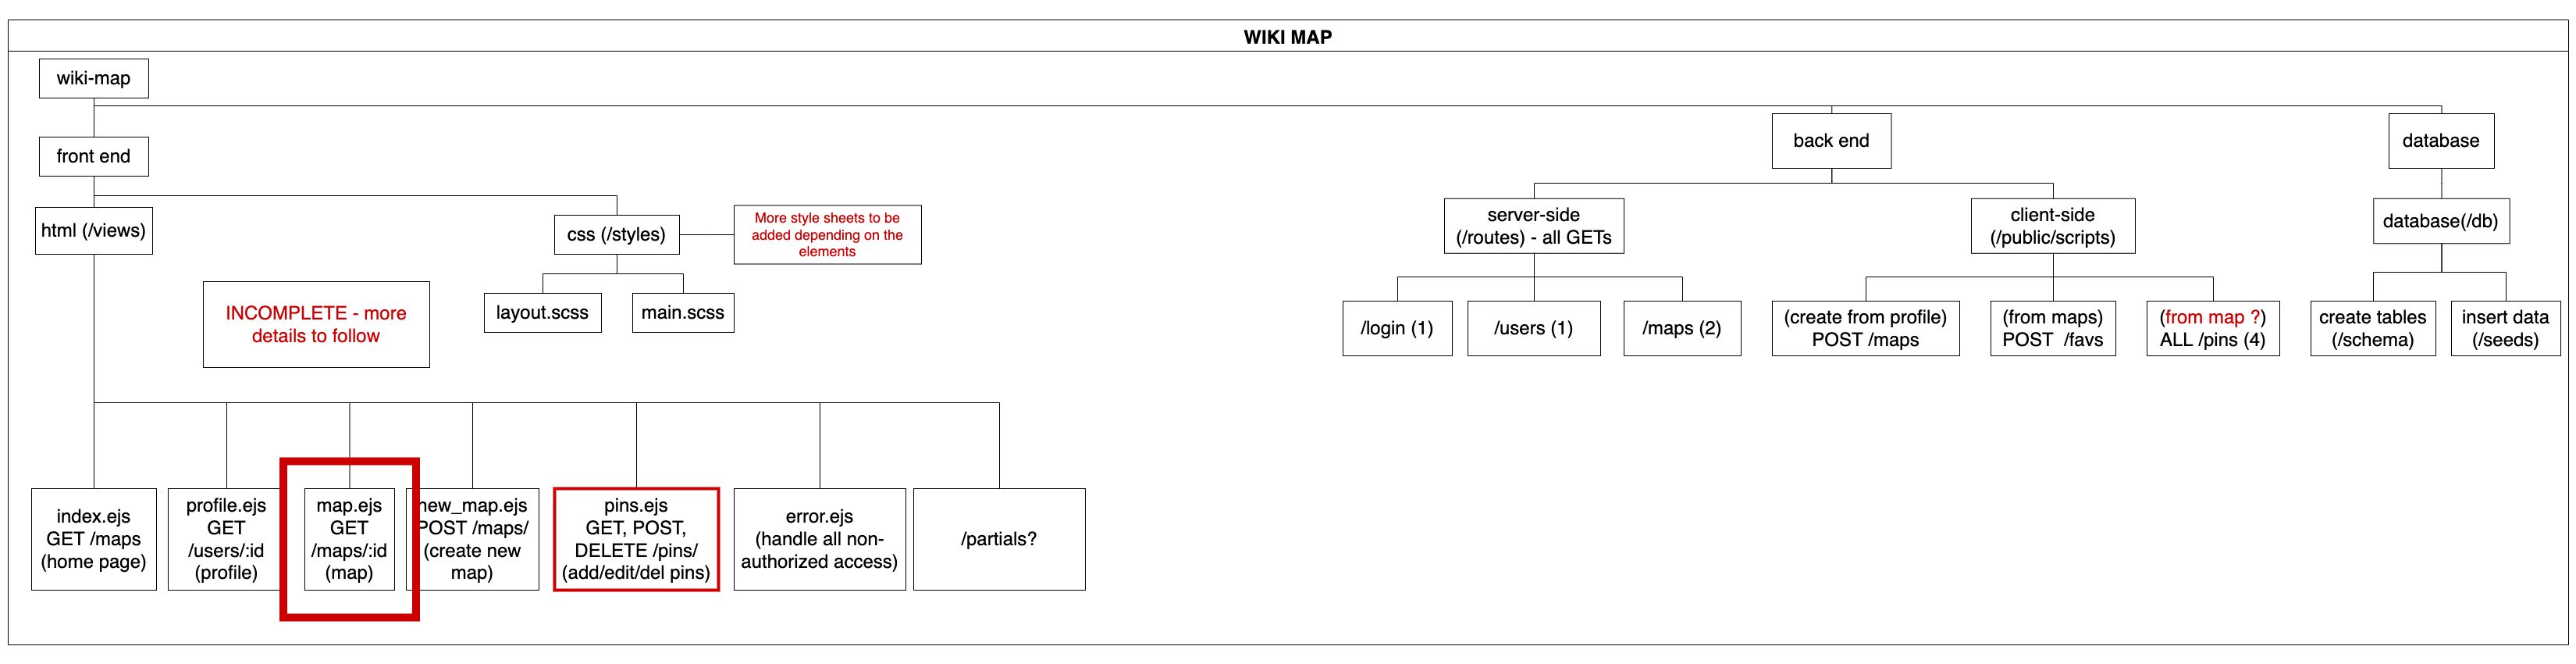 WIKI MAP
wiki-map
front end
back end
database
html (/views)
css (/styles)
More style sheets to be
added depending on the
elements
server-side
(/routes) - all GETs
client-side
(/public/scripts)
database(/db)
INCOMPLETE - more
details to follow
layout.scss
main.scss
/login (1)
/users (1)
/maps (2)
(create from profile)
POST /maps
(from maps)
POST  /favs
(from map ?)
ALL /pins (4)
create tables
(/schema)
insert data
(/seeds)
index.ejs
GET /maps
(home page)
profile.ejs
GET
/users/:id
(profile)
map.ejs
GET
/maps/:id
(map)
new_map.ejs
POST /maps/
(create new
map)
pins.ejs
GET, POST,
DELETE /pins/
(add/edit/del pins)
error.ejs
(handle all non-
authorized access)
/partials?